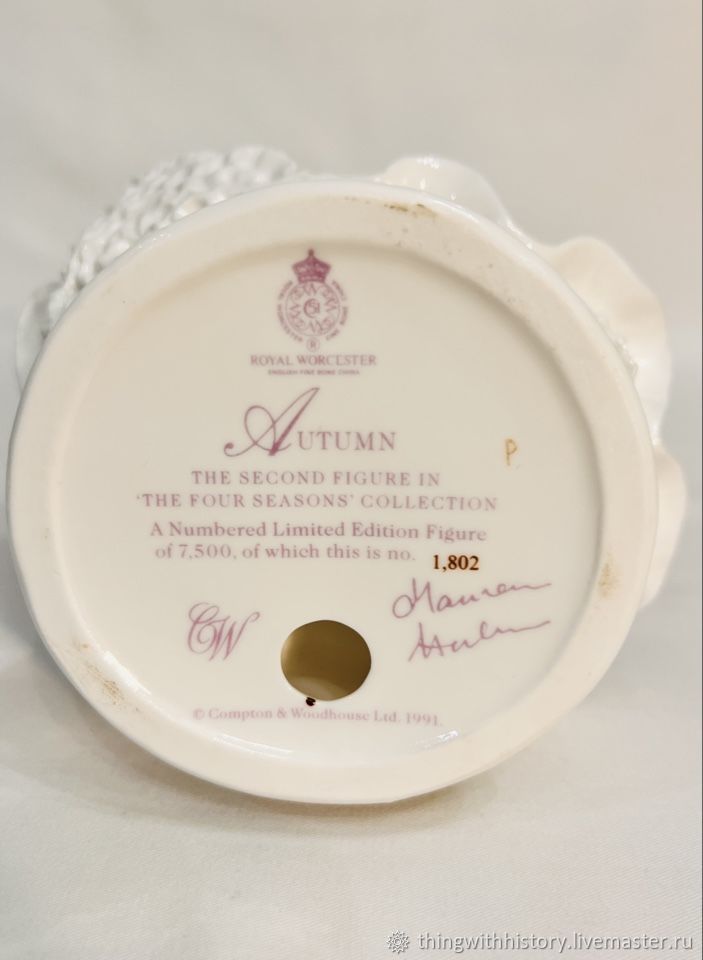 ROYAL WORCESTER
ENGLISH FINE BONE CHINA
AUTUMN
P
THE SECOND FIGURE IN
'THE FOUR SEASONS' COLLECTION
A Numbered Limited Edition Figure
of 7,500, of which this is no. 1,802
Maureen
CW
© Compton & Woodhouse Ltd. 1991.
thingwithhistory.livemaster.ru